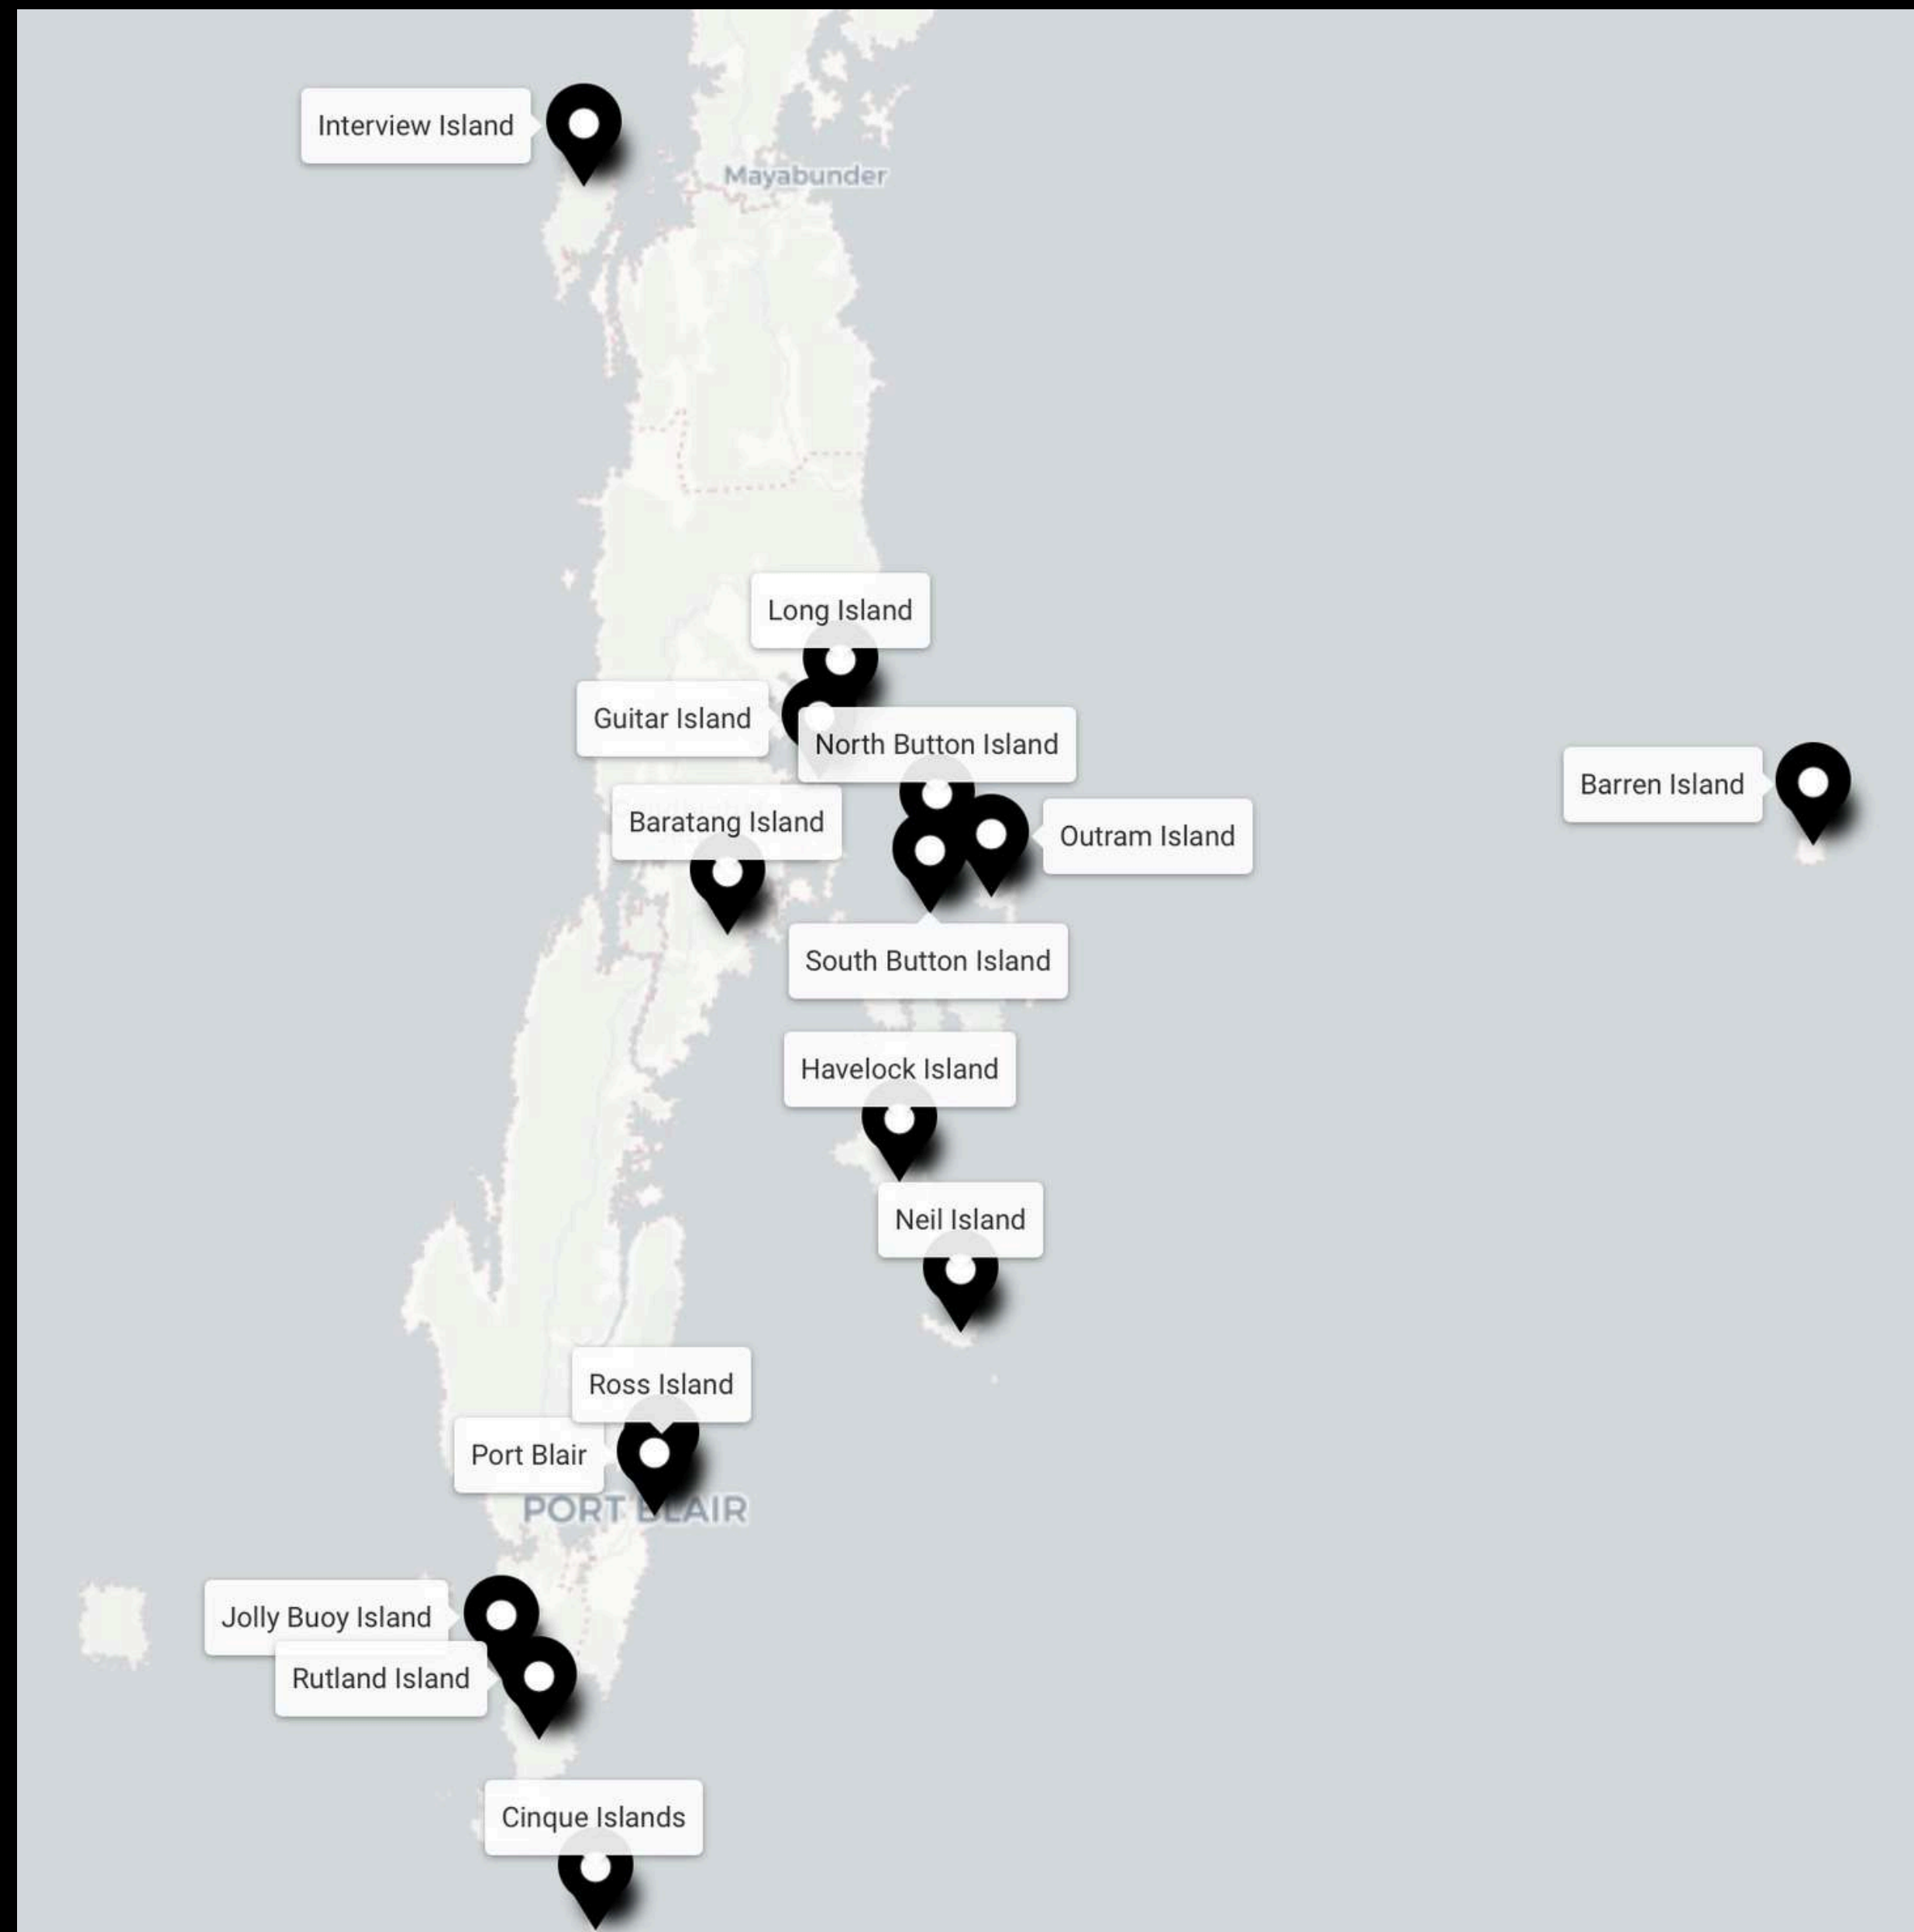 Interview Island
Mayabunder
Long Island
Guitar Island
North Button Island
Barren Island
Baratang Island
Outram Island
South Button Island
Havelock Island
Neil Island
Ross Island
Port Blair
PORT BLAIR
Jolly Buoy Island
Rutland Island
Cinque Islands